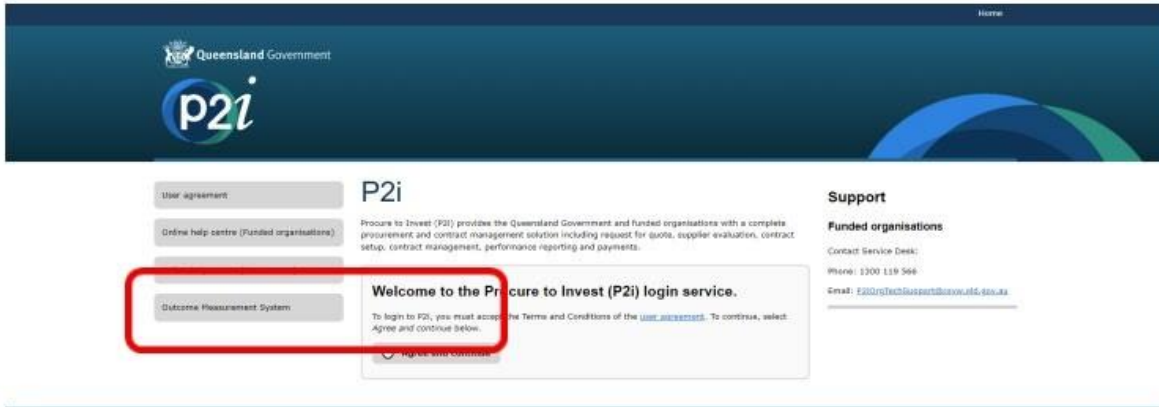 Home
Queensland Government
p2i
User agreement
Online help centre (Funded organisations)
Outcome Measurement System
P2i
Procure to Invest (P2i) provides the Queensland Government and funded organisations with a complete
procurement and contract management solution including request for quote, supplier evaluation, contract
setup, contract management, performance reporting and payments.
Welcome to the Procure to Invest (P2i) login service.
To login to P2i, you must accept the Terms and Conditions of the user agreement. To continue, select
Agree and continue below.
Agree and continue
Support
Funded organisations
Contact Service Desk:
Phone: 1300 119 566
Email: